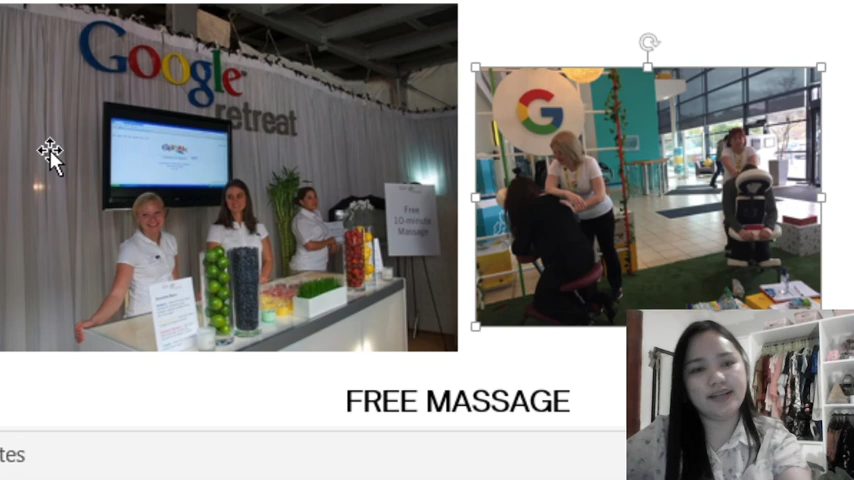 Google
retreat
Free
10-minute
Massage
G
FREE MASSAGE
tes